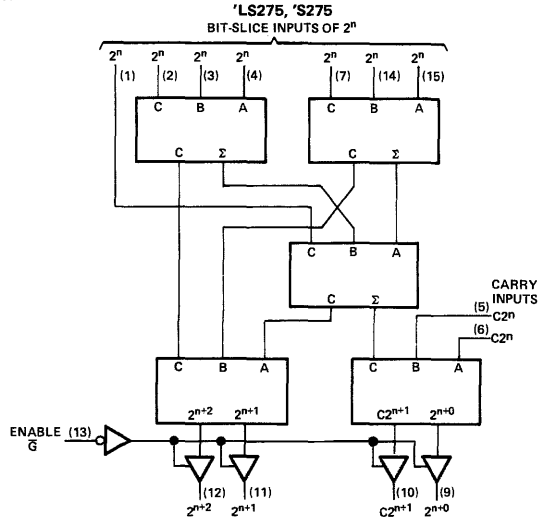 'LS275, 'S275
BIT-SLICE INPUTS OF 2ⁿ
2ⁿ 2ⁿ 2ⁿ 2ⁿ 2ⁿ 2ⁿ 2ⁿ
(1) (2) (3) (4) (7) (14) (15)
C B A C B A
C Σ C Σ
C B A
C Σ
CARRY
INPUTS
(5)
C2ⁿ
(6)
C2ⁿ
C B A C B A
2ⁿ⁺² 2ⁿ⁺¹ C2ⁿ⁺¹ 2ⁿ⁺⁰
ENABLE (13)
G̅
(12) (11) (10) (9)
2ⁿ⁺² 2ⁿ⁺¹ C2ⁿ⁺¹ 2ⁿ⁺⁰